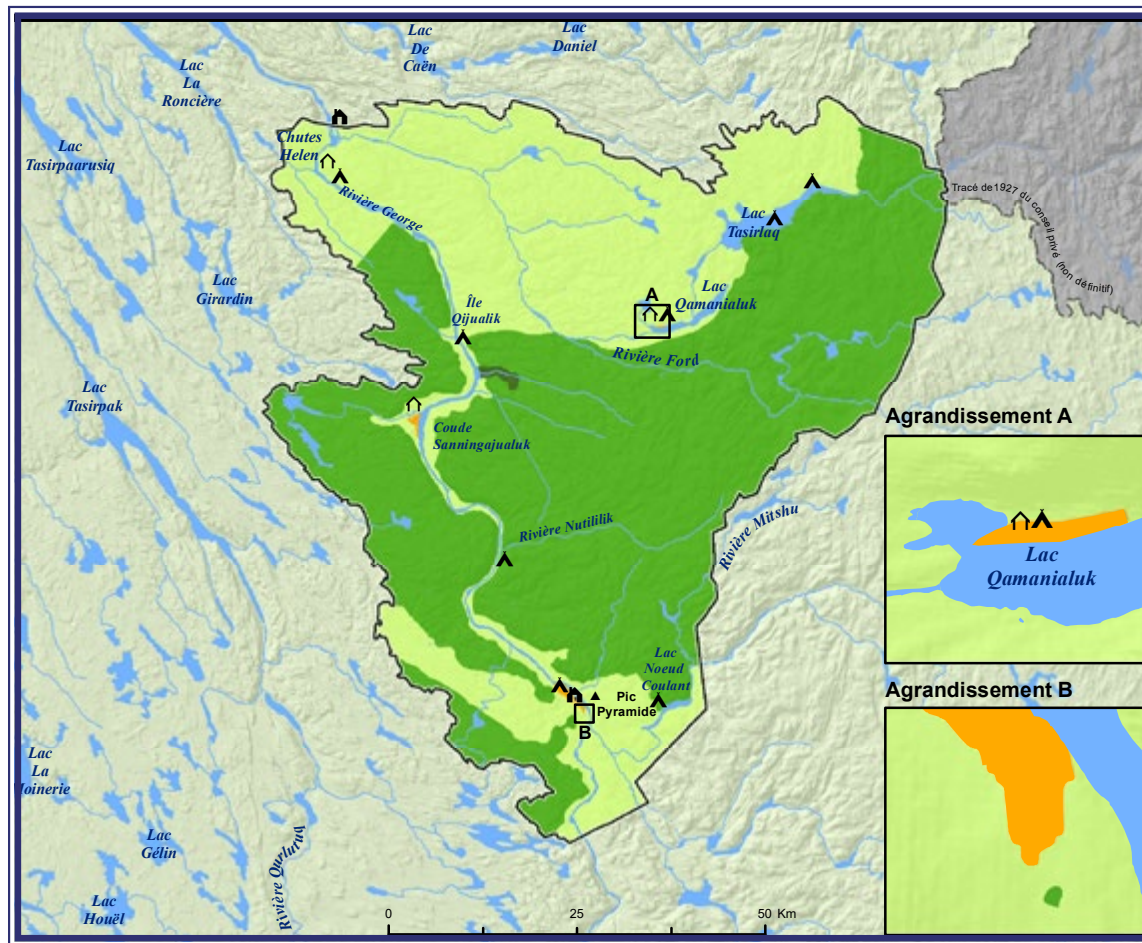 Lac
De
Caën
Lac
Daniel
Lac
La
Roncière
Lac
Tasirpaarusiq
Chutes
Helen
Rivière George
Lac
Tasirlaq
Tracé de 1927 du conseil privé (non définitif)
Lac
Girardin
Île
Qijualik
A
Lac
Qamanialuk
Rivière Ford
Lac
Tasirpak
Coude
Sanningajualuk
Rivière Nutililik
Rivière Mitshu
Lac
Noeud
Coulant
Pic
Pyramide
B
Lac
La
Joinerie
Lac
Gélin
Lac
Houël
Rivière Qurlutuq
0 25 50 Km
Agrandissement A
Lac
Qamanialuk
Agrandissement B